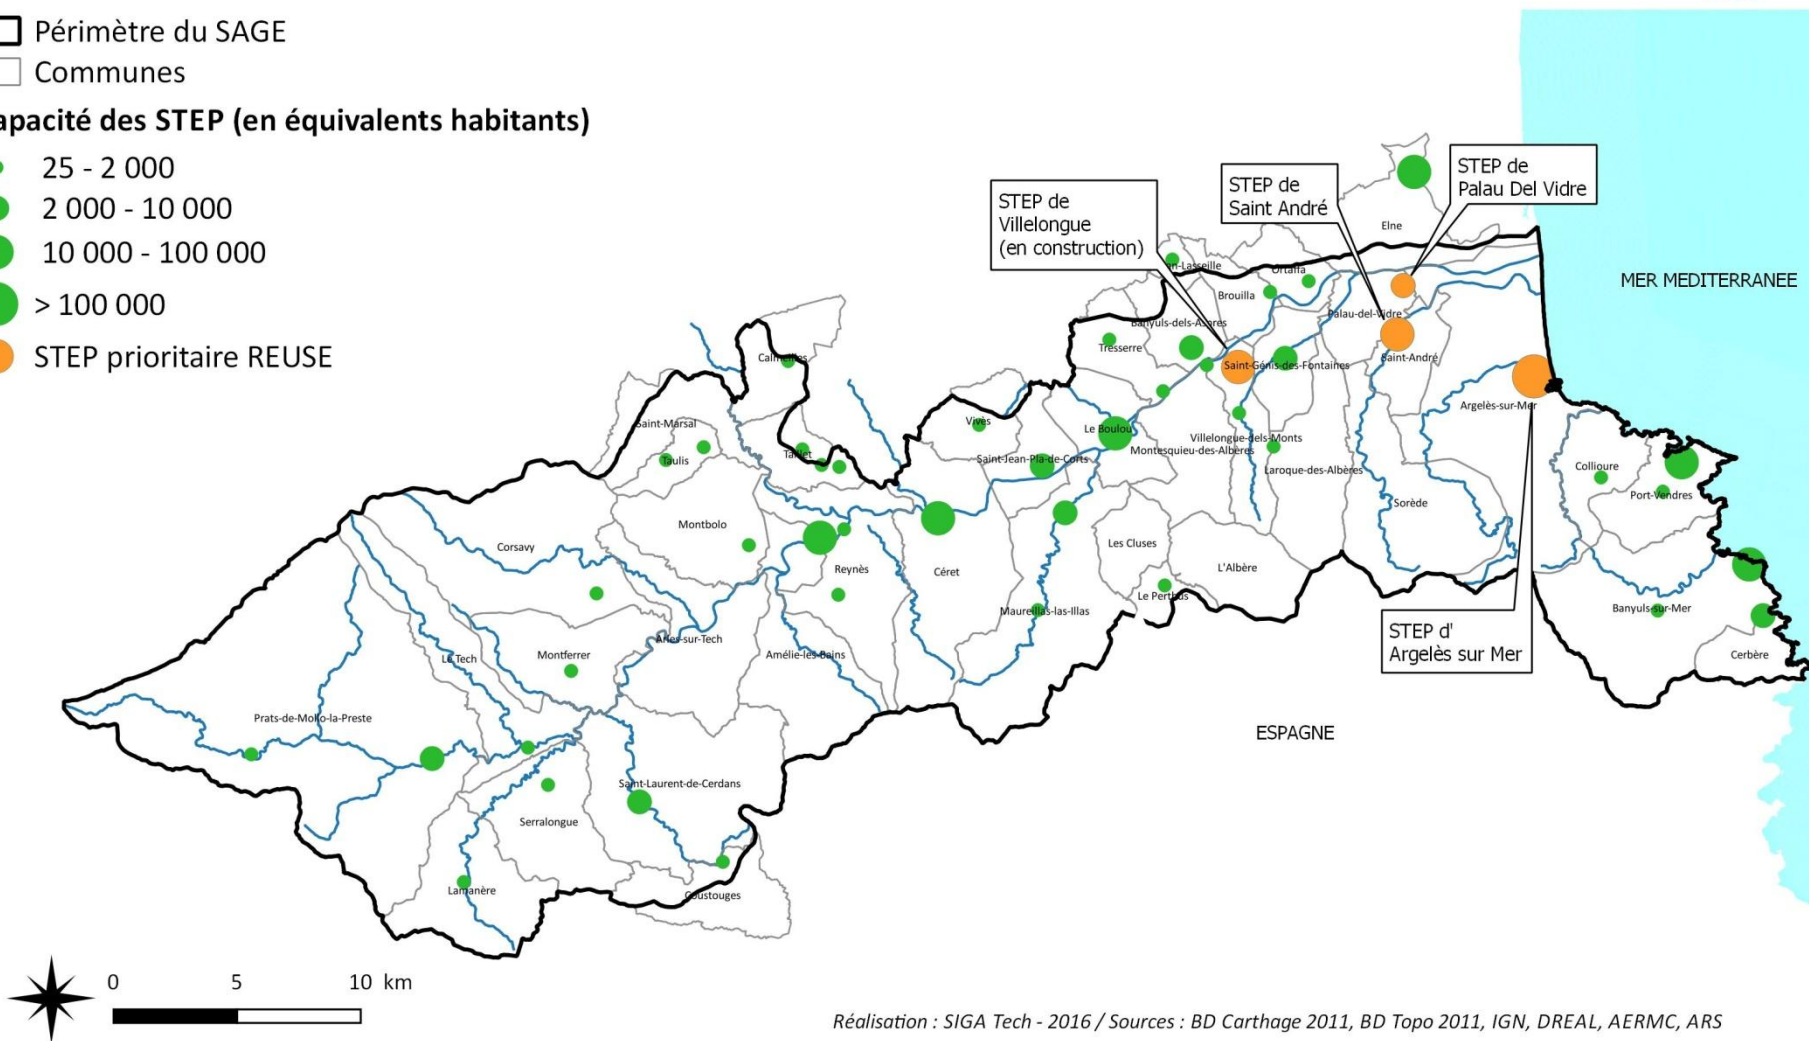 Périmètre du SAGE
Communes
apacité des STEP (en équivalents habitants)
25 - 2 000
2 000 - 10 000
10 000 - 100 000
> 100 000
STEP prioritaire REUSE
STEP de
Villelongue
(en construction)
STEP de
Saint André
STEP de
Palau Del Vidre
Elne
MER MEDITERRANEE
en-Lasseille
Ortaffa
Brouilla
Palau-del-Vidre
Banyuls-dels-Aspres
Tresserre
Saint-Génis-des-Fontaines
Saint-André
Calmeilles
Argelès-sur-Mer
Saint-Marsal
Vivès
Le Boulou
Villelongue-dels-Monts
Montesquieu-des-Albères
Taillet
Taulis
Saint-Jean-Pla-de-Corts
Laroque-des-Albères
Collioure
Port-Vendres
Sorède
Montbolo
Corsavy
Les Cluses
L'Albère
Reynès
Céret
Le Perthus
Maureillas-las-Illas
Banyuls-sur-Mer
STEP d'
Argelès sur Mer
Arles-sur-Tech
Le Tech
Montferrer
Amélie-les-Bains
Cerbère
Prats-de-Mollo-la-Preste
ESPAGNE
Saint-Laurent-de-Cerdans
Serralongue
Lamanère
Coustouges
0 5 10 km
Réalisation : SIGA Tech - 2016 / Sources : BD Carthage 2011, BD Topo 2011, IGN, DREAL, AERMC, ARS